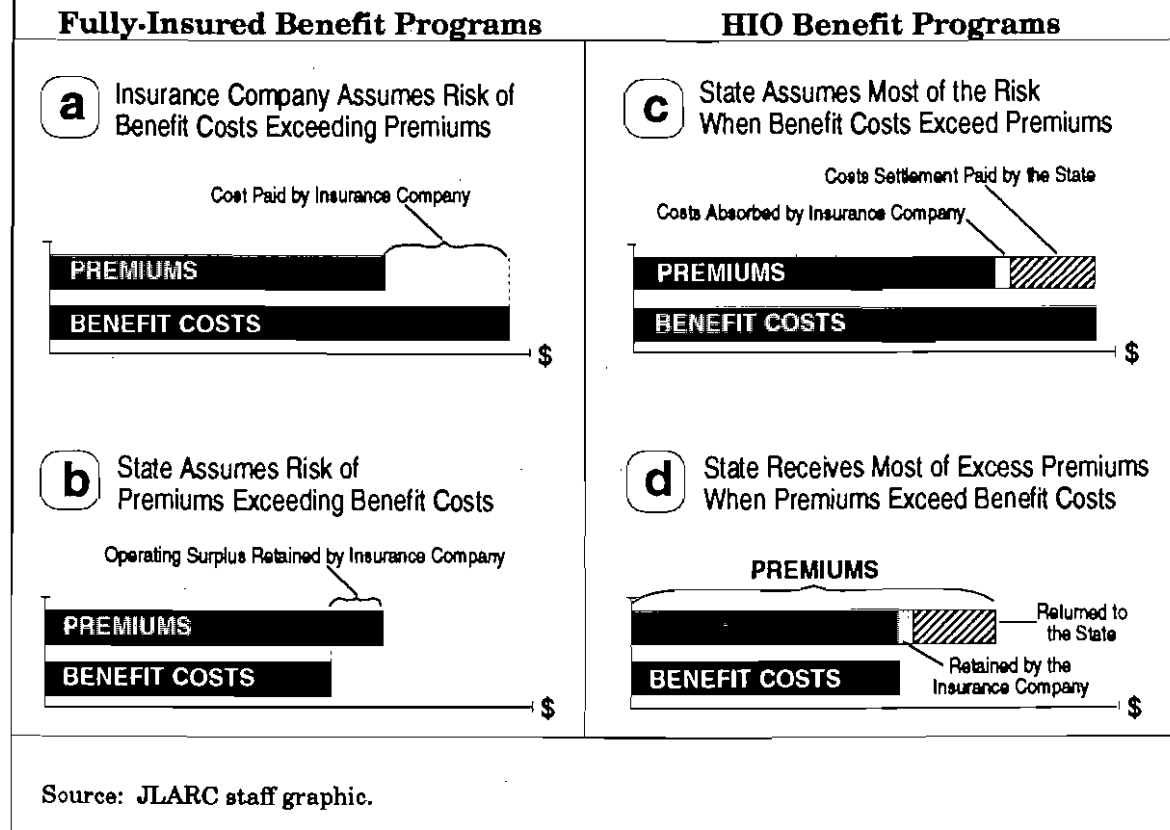 Fully-Insured Benefit Programs
HIO Benefit Programs
a
Insurance Company Assumes Risk of
Benefit Costs Exceeding Premiums
Cost Paid by Insurance Company
PREMIUMS
BENEFIT COSTS
$
b
State Assumes Risk of
Premiums Exceeding Benefit Costs
Operating Surplus Retained by Insurance Company
PREMIUMS
BENEFIT COSTS
$
c
State Assumes Most of the Risk
When Benefit Costs Exceed Premiums
Costs Settlement Paid by the State
Costs Absorbed by Insurance Company
PREMIUMS
BENEFIT COSTS
$
d
State Receives Most of Excess Premiums
When Premiums Exceed Benefit Costs
PREMIUMS
Returned to
the State
Retained by the
Insurance Company
BENEFIT COSTS
$
Source: JLARC staff graphic.